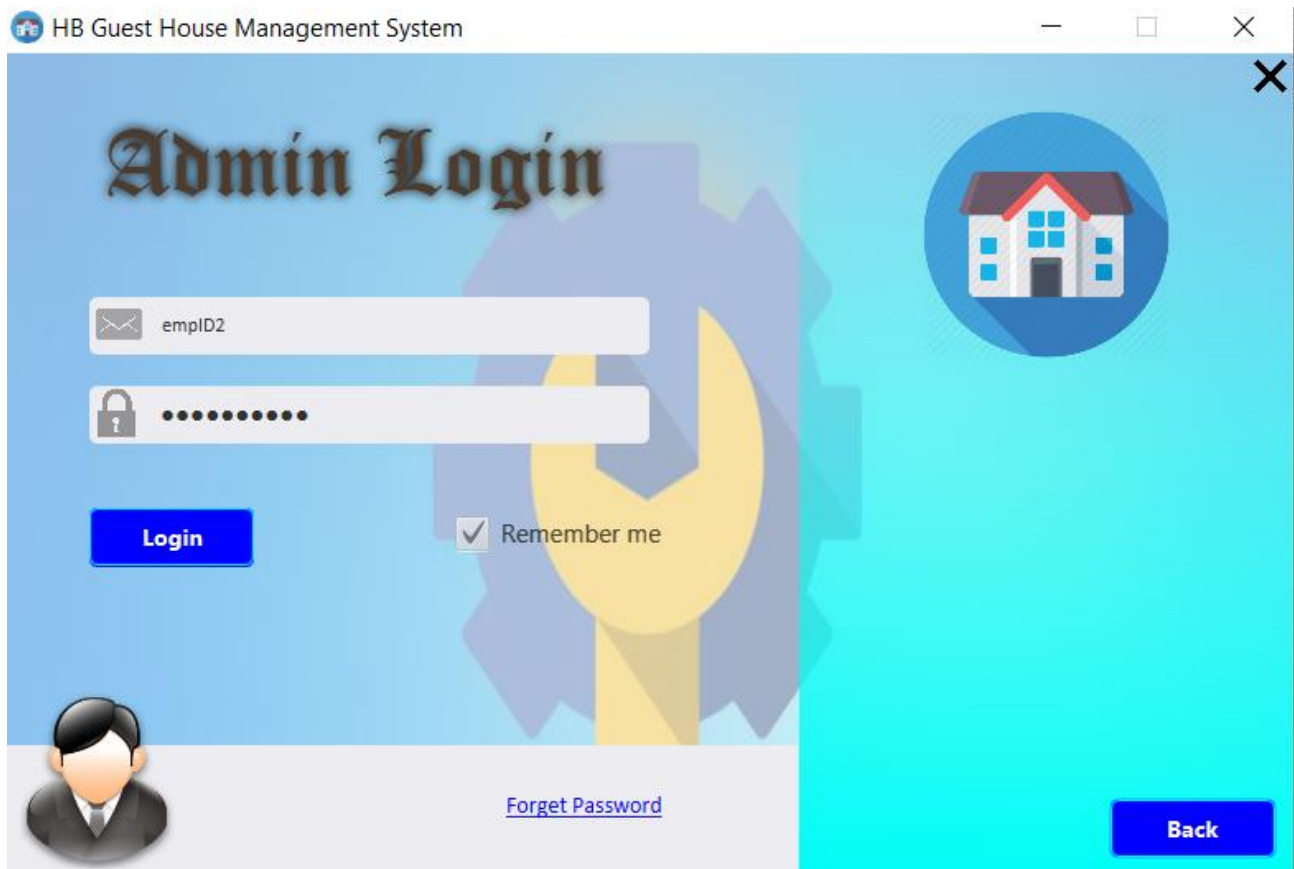 HB Guest House Management System
Admin Login
empID2
••••••••••
Login
Remember me
Forget Password
Back